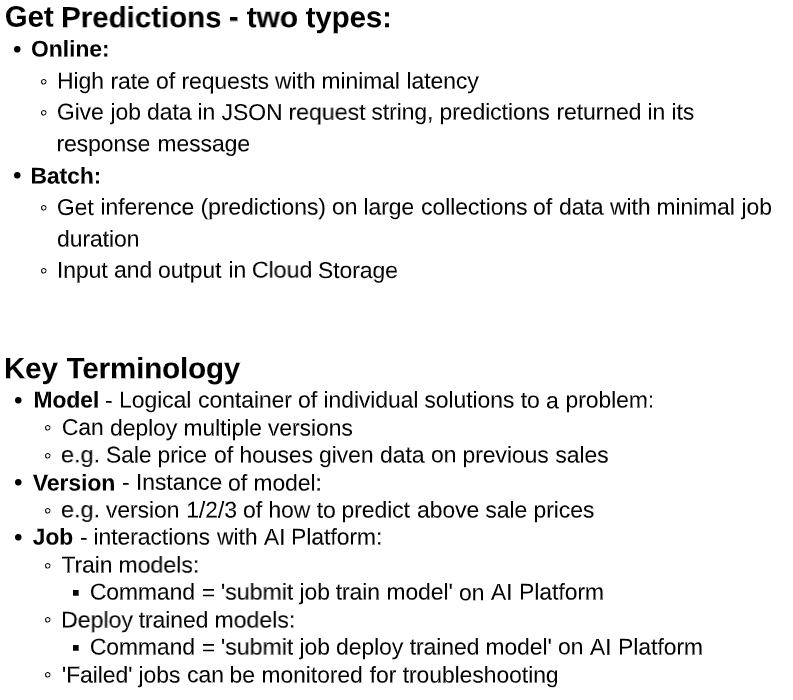 Get Predictions - two types:
• Online:
◦ High rate of requests with minimal latency
◦ Give job data in JSON request string, predictions returned in its
response message
• Batch:
◦ Get inference (predictions) on large collections of data with minimal job
duration
◦ Input and output in Cloud Storage
Key Terminology
• Model - Logical container of individual solutions to a problem:
◦ Can deploy multiple versions
◦ e.g. Sale price of houses given data on previous sales
• Version - Instance of model:
◦ e.g. version 1/2/3 of how to predict above sale prices
• Job - interactions with AI Platform:
◦ Train models:
▪ Command = 'submit job train model' on AI Platform
◦ Deploy trained models:
▪ Command = 'submit job deploy trained model' on AI Platform
◦ 'Failed' jobs can be monitored for troubleshooting